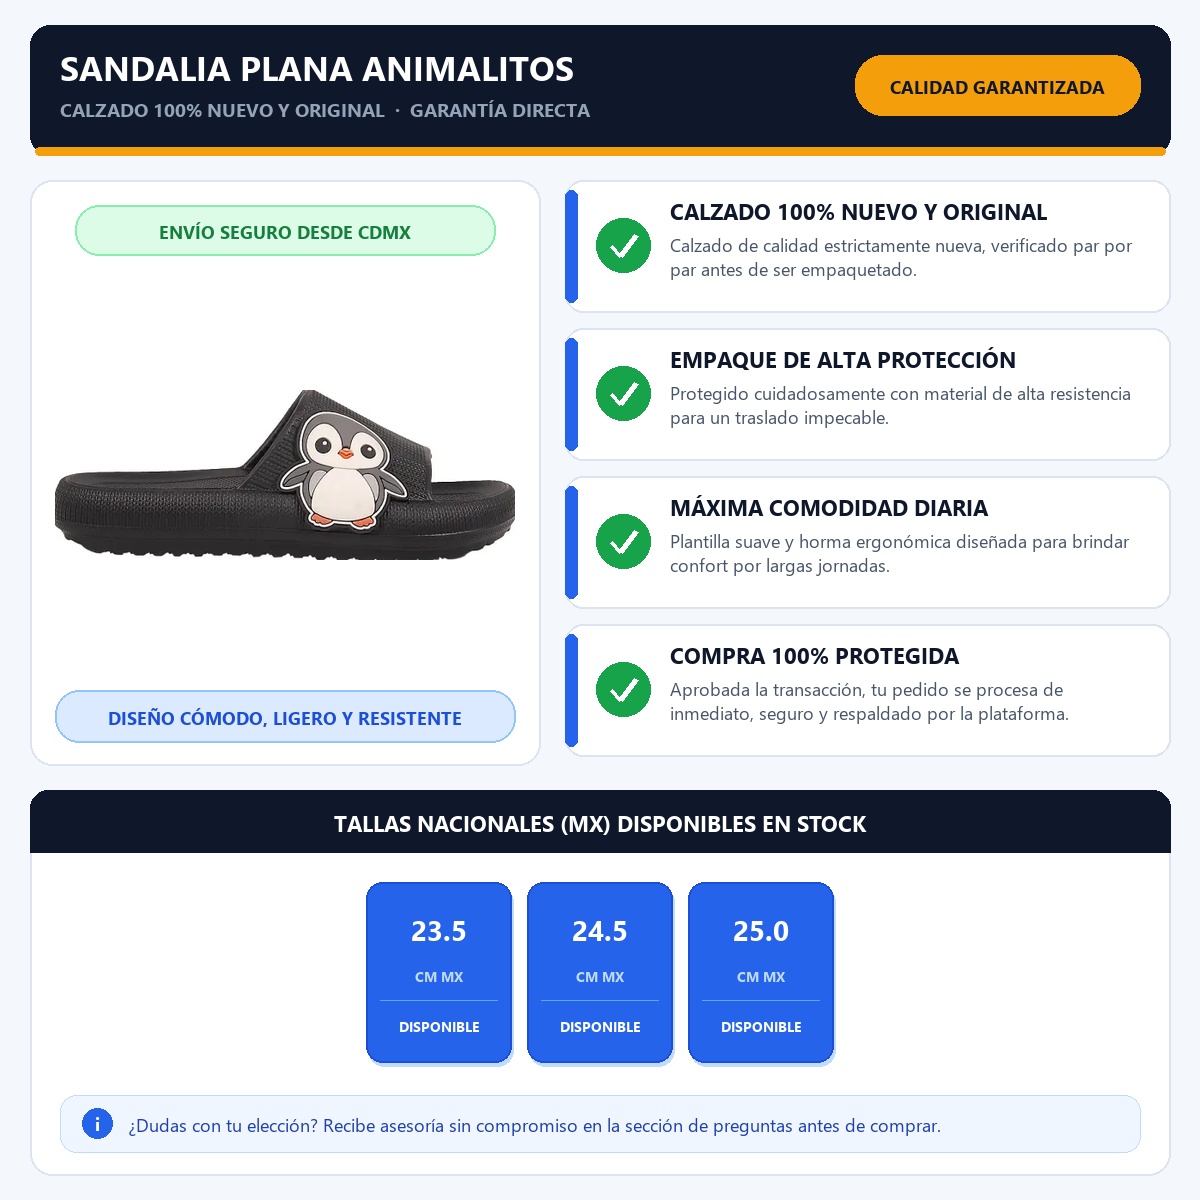 SANDALIA PLANA ANIMALITOS
CALZADO 100% NUEVO Y ORIGINAL · GARANTÍA DIRECTA
CALIDAD GARANTIZADA
ENVÍO SEGURO DESDE CDMX
DISEÑO CÓMODO, LIGERO Y RESISTENTE
CALZADO 100% NUEVO Y ORIGINAL
Calzado de calidad estrictamente nueva, verificado par por
par antes de ser empaquetado.
EMPAQUE DE ALTA PROTECCIÓN
Protegido cuidadosamente con material de alta resistencia
para un traslado impecable.
MÁXIMA COMODIDAD DIARIA
Plantilla suave y horma ergonómica diseñada para brindar
confort por largas jornadas.
COMPRA 100% PROTEGIDA
Aprobada la transacción, tu pedido se procesa de
inmediato, seguro y respaldado por la plataforma.
TALLAS NACIONALES (MX) DISPONIBLES EN STOCK
23.5
CM MX
DISPONIBLE
24.5
CM MX
DISPONIBLE
25.0
CM MX
DISPONIBLE
¿Dudas con tu elección? Recibe asesoría sin compromiso en la sección de preguntas antes de comprar.